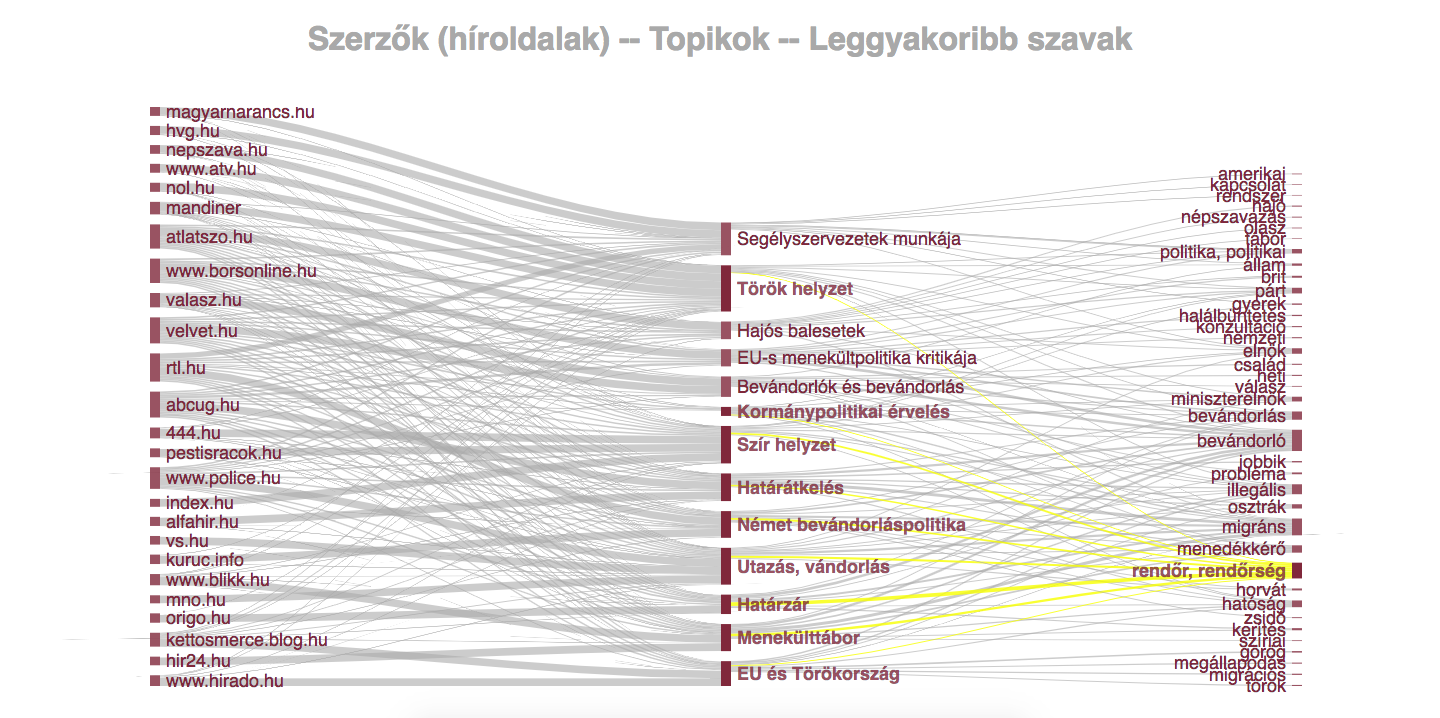 Szerzők (híroldalak) -- Topikok -- Leggyakoribb szavak
magyarnarancs.hu
hvg.hu
nepszava.hu
www.atv.hu
nol.hu
mandiner
atlatszo.hu
www.borsonline.hu
valasz.hu
velvet.hu
rtl.hu
abcug.hu
444.hu
pestisracok.hu
www.police.hu
index.hu
alfahir.hu
vs.hu
kuruc.info
www.blikk.hu
mno.hu
origo.hu
kettosmerce.blog.hu
hir24.hu
www.hirado.hu
Segélyszervezetek munkája
Török helyzet
Hajós balesetek
EU-s menekültpolitika kritikája
Bevándorlók és bevándorlás
Kormánypolitikai érvelés
Szír helyzet
Határátkelés
Német bevándorláspolitika
Utazás, vándorlás
Határzár
Menekülttábor
EU és Törökország
amerikai
kapcsolat
rendszer
háló
népszavazás
olasz
tábor
politika, politikai
állam
brit
párt
gyerek
halálbüntetés
konzultáció
nemzeti
elnök
család
heti
válasz
miniszterelnök
bevándorlás
bevándorló
jobbik
probléma
illegális
osztrák
migráns
menedékkérő
rendőr, rendőrség
horvát
hatóság
zsidó
kerítés
szíriai
görög
megállapodás
migrációs
török